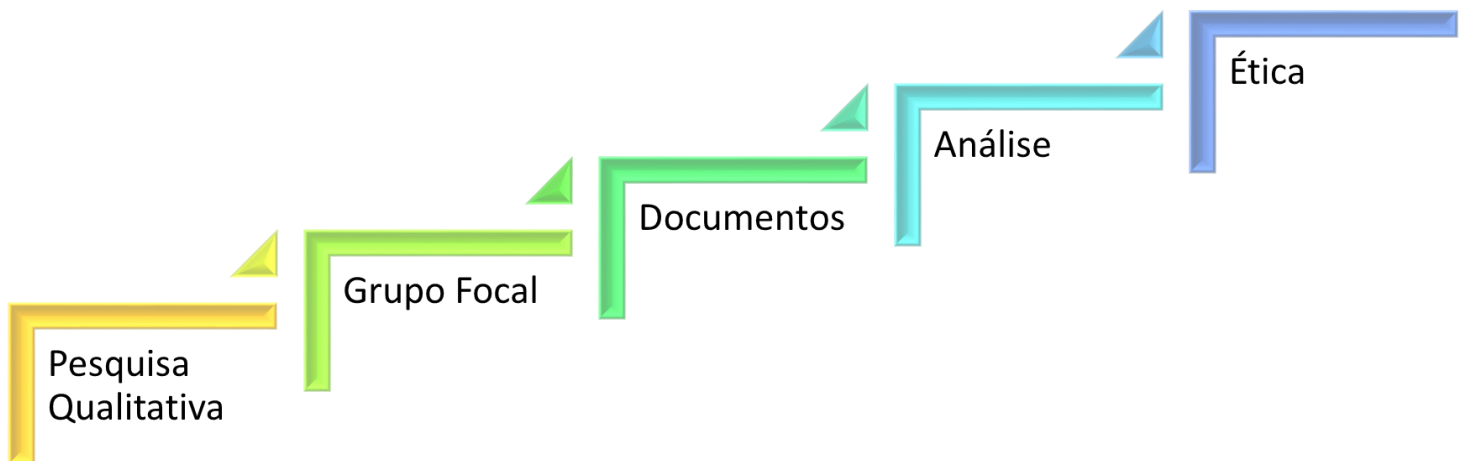 Pesquisa
Qualitativa
Grupo Focal
Documentos
Análise
Ética